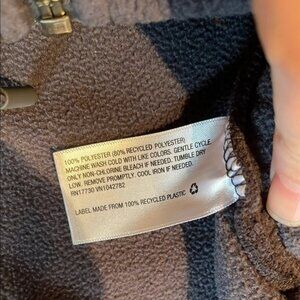 100% POLYESTER (80% RECYCLED POLYESTER)
MACHINE WASH COLD WITH LIKE COLORS. GENTLE CYCLE.
ONLY NON-CHLORINE BLEACH IF NEEDED. TUMBLE DRY
LOW. REMOVE PROMPTLY. COOL IRON IF NEEDED.
RN17730 VN1042782
LABEL MADE FROM 100% RECYCLED PLASTIC